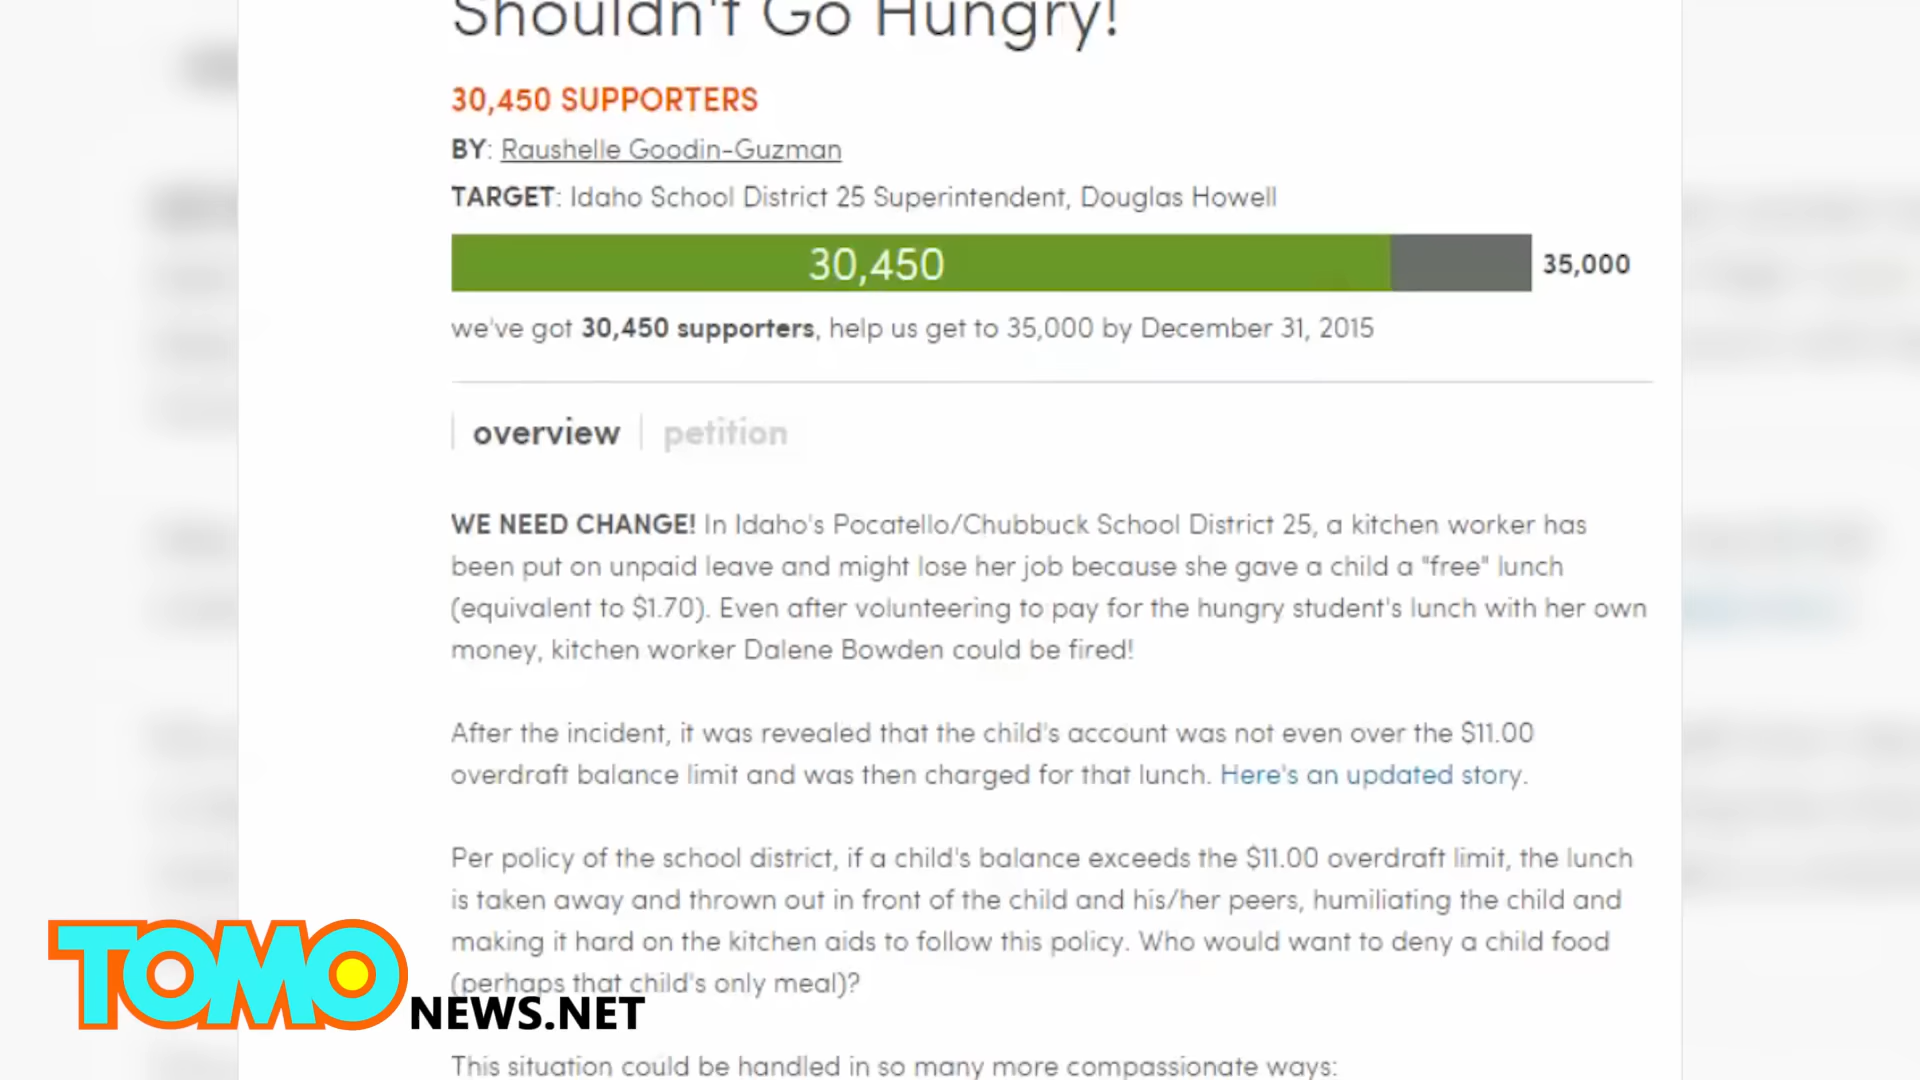 Shouldn't Go Hungry!
30,450 SUPPORTERS
BY: Raushelle Goodin-Guzman
TARGET: Idaho School District 25 Superintendent, Douglas Howell
30,450
35,000
we've got 30,450 supporters, help us get to 35,000 by December 31, 2015
overview petition
WE NEED CHANGE! In Idaho's Pocatello/Chubbuck School District 25, a kitchen worker has
been put on unpaid leave and might lose her job because she gave a child a "free" lunch
(equivalent to $1.70). Even after volunteering to pay for the hungry student's lunch with her own
money, kitchen worker Dalene Bowden could be fired!
After the incident, it was revealed that the child's account was not even over the $11.00
overdraft balance limit and was then charged for that lunch. Here's an updated story.
Per policy of the school district, if a child's balance exceeds the $11.00 overdraft limit, the lunch
is taken away and thrown out in front of the child and his/her peers, humiliating the child and
making it hard on the kitchen aids to follow this policy. Who would want to deny a child food
(perhaps that child's only meal)?
This situation could be handled in so many more compassionate ways:
TOMO NEWS.NET